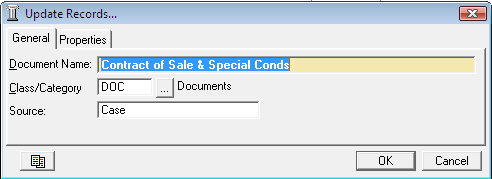 Update Records...
General Properties
Document Name: Contract of Sale & Special Conds
Class/Category DOC ... Documents
Source: Case
OK Cancel